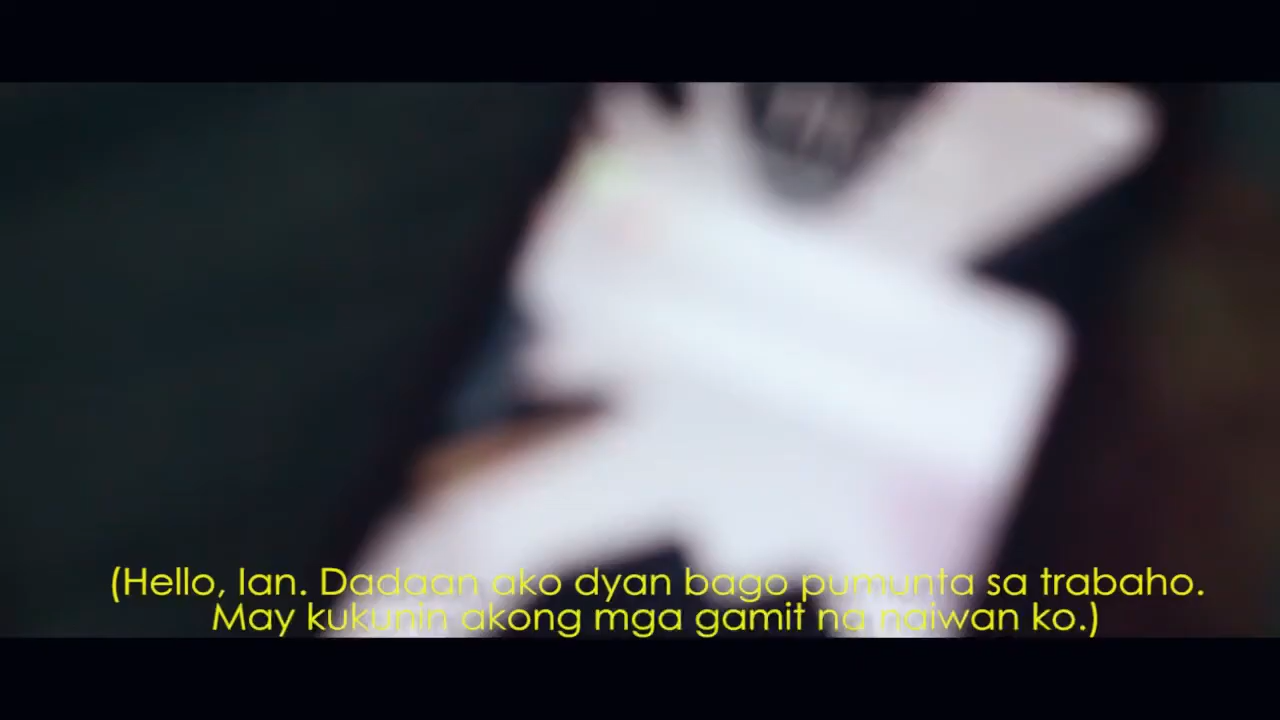 (Hello, Ian. Dadaan ako dyan bago pumunta sa trabaho.
May kukunin akong mga gamit na naiwan ko.)